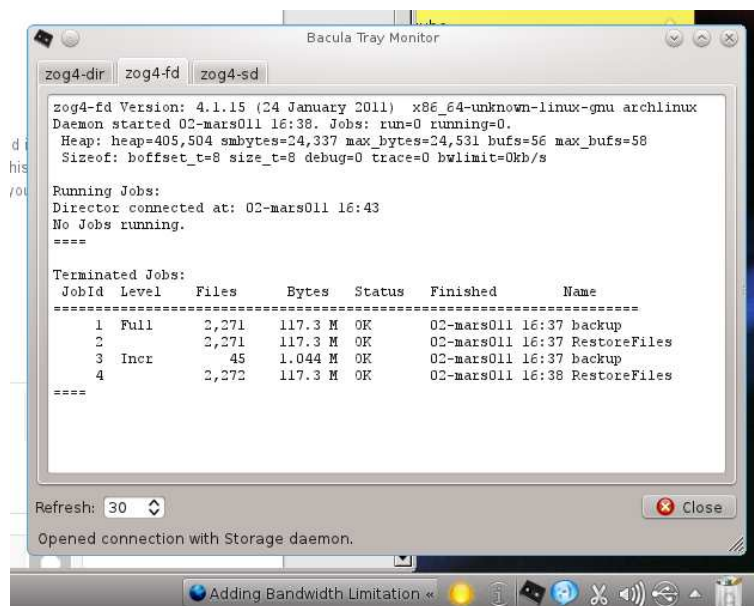 Bacula Tray Monitor
zog4-dir zog4-fd zog4-sd
zog4-fd Version: 4.1.15 (24 January 2011) x86_64-unknown-linux-gnu archlinux
Daemon started 02-mars011 16:38. Jobs: run=0 running=0.
Heap: heap=405,504 smbytes=24,337 max_bytes=24,531 bufs=56 max_bufs=58
Sizeof: boffset_t=8 size_t=8 debug=0 trace=0 bwlimit=0kb/s
Running Jobs:
Director connected at: 02-mars011 16:43
No Jobs running.
====
Terminated Jobs:
JobId Level Files Bytes Status Finished Name
======================================================================
1 Full 2,271 117.3 M OK 02-mars011 16:37 backup
2 2,271 117.3 M OK 02-mars011 16:37 RestoreFiles
3 Incr 45 1.044 M OK 02-mars011 16:37 backup
4 2,272 117.3 M OK 02-mars011 16:38 RestoreFiles
====
Refresh: 30
Close
Opened connection with Storage daemon.
Adding Bandwidth Limitation «